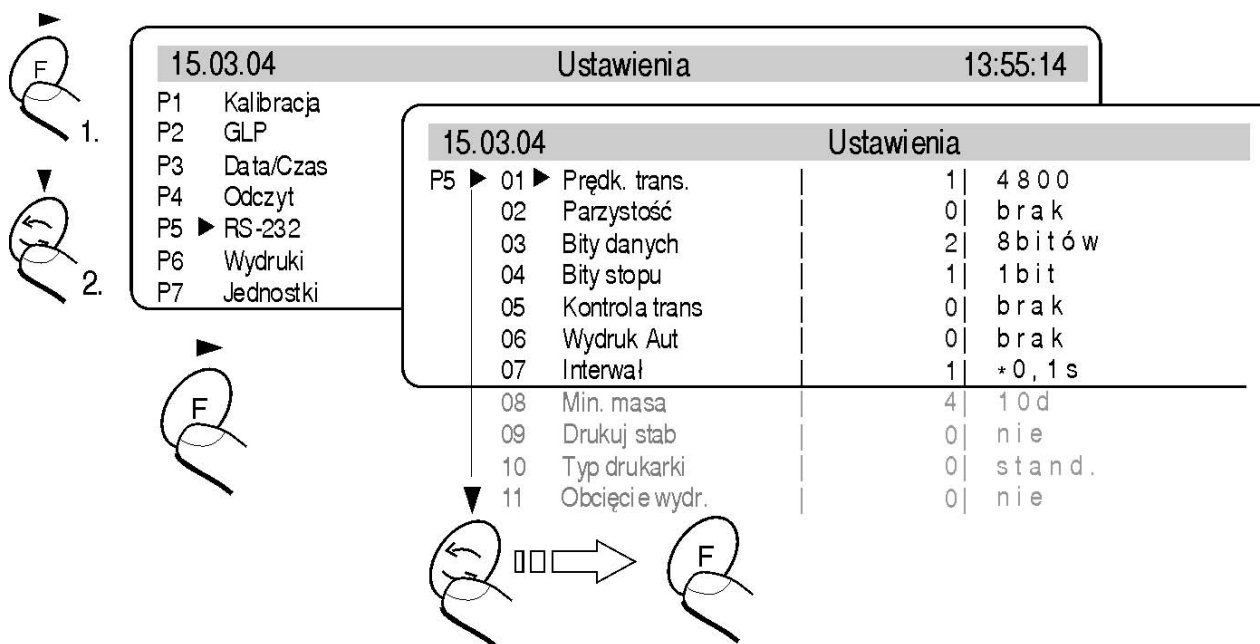 F
1.
2.
15.03.04 Ustawienia 13:55:14
P1 Kalibracja
P2 GLP
P3 Data/Czas
P4 Odczyt
P5 ► RS-232
P6 Wydruki
P7 Jednostki
F
15.03.04 Ustawienia
P5 ► 01 ► Prędk. trans. | 1| 4800
02 Parzystość | 0| brak
03 Bity danych | 2| 8bitów
04 Bity stopu | 1| 1bit
05 Kontrola trans | 0| brak
06 Wydruk Aut | 0| brak
07 Interwał | 1| *0,1s
08 Min. masa | 4| 10d
09 Drukuj stab | 0| nie
10 Typ drukarki | 0| stand.
11 Obcięcie wydr. | 0| nie
F